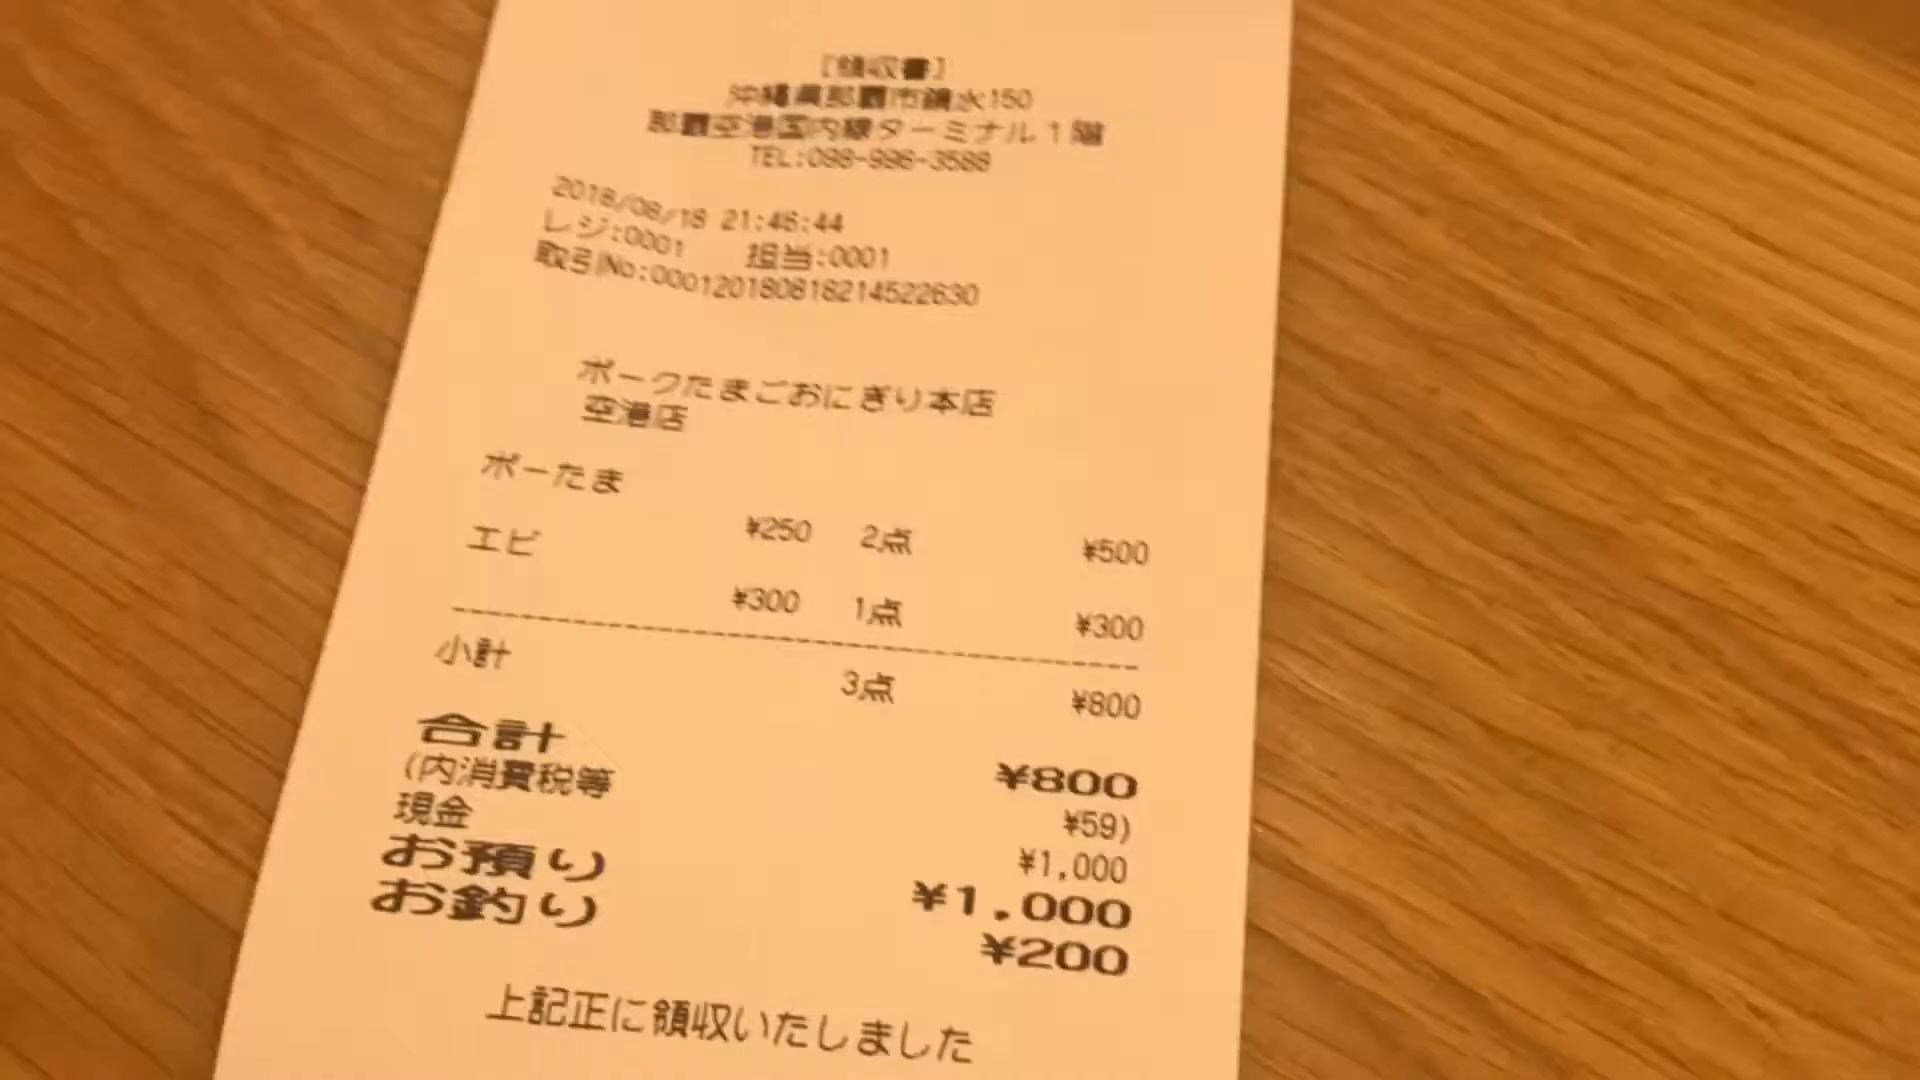 [領収書]
沖縄県那覇市鏡水150
那覇空港国内線ターミナル1階
TEL:098-996-3588
2018/08/18 21:46:44
レジ:0001 担当:0001
取引No:000120180818214522630
ポークたまごおにぎり本店
空港店
ポーたま
¥250 2点 ¥500
エビ
¥300 1点 ¥300
小計 3点 ¥800
合計 ¥800
(内消費税等 ¥59)
現金 ¥1,000
お預り ¥1,000
お釣り ¥200
上記正に領収いたしました